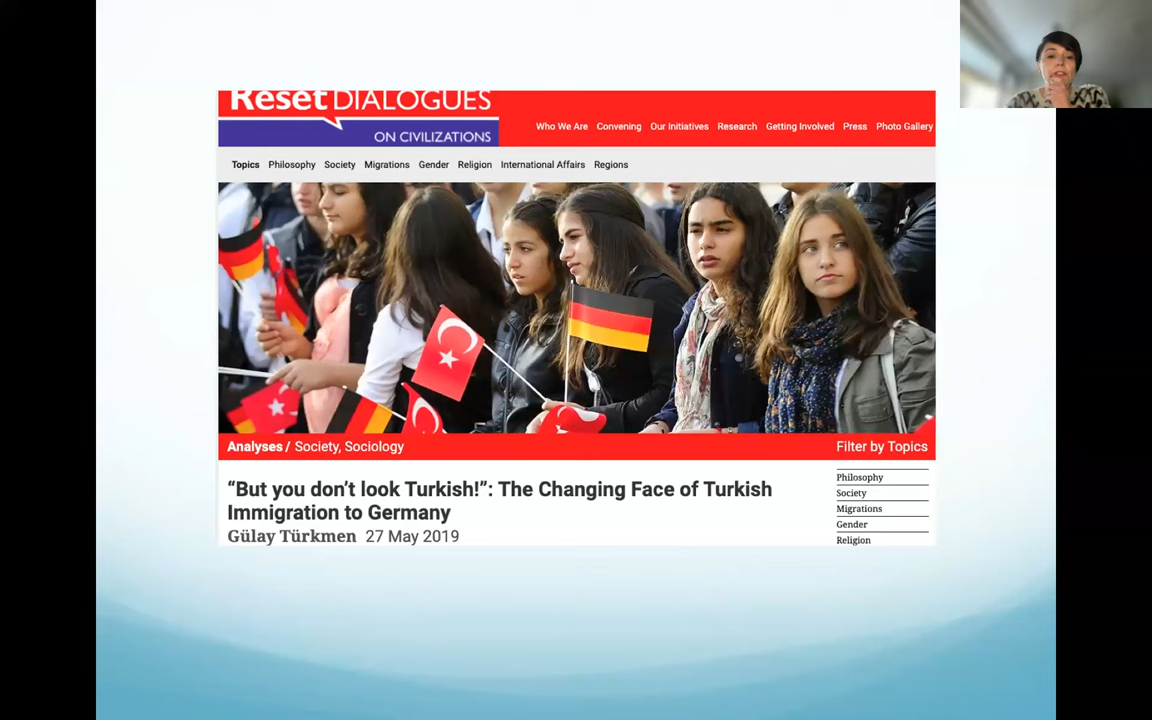 Reset DIALOGUES
ON CIVILIZATIONS
Who We Are Convening Our Initiatives Research Getting Involved Press Photo Gallery
Topics Philosophy Society Migrations Gender Religion International Affairs Regions
Analyses / Society, Sociology
Filter by Topics
“But you don’t look Turkish!”: The Changing Face of Turkish
Immigration to Germany
Gülay Türkmen 27 May 2019
Philosophy
Society
Migrations
Gender
Religion